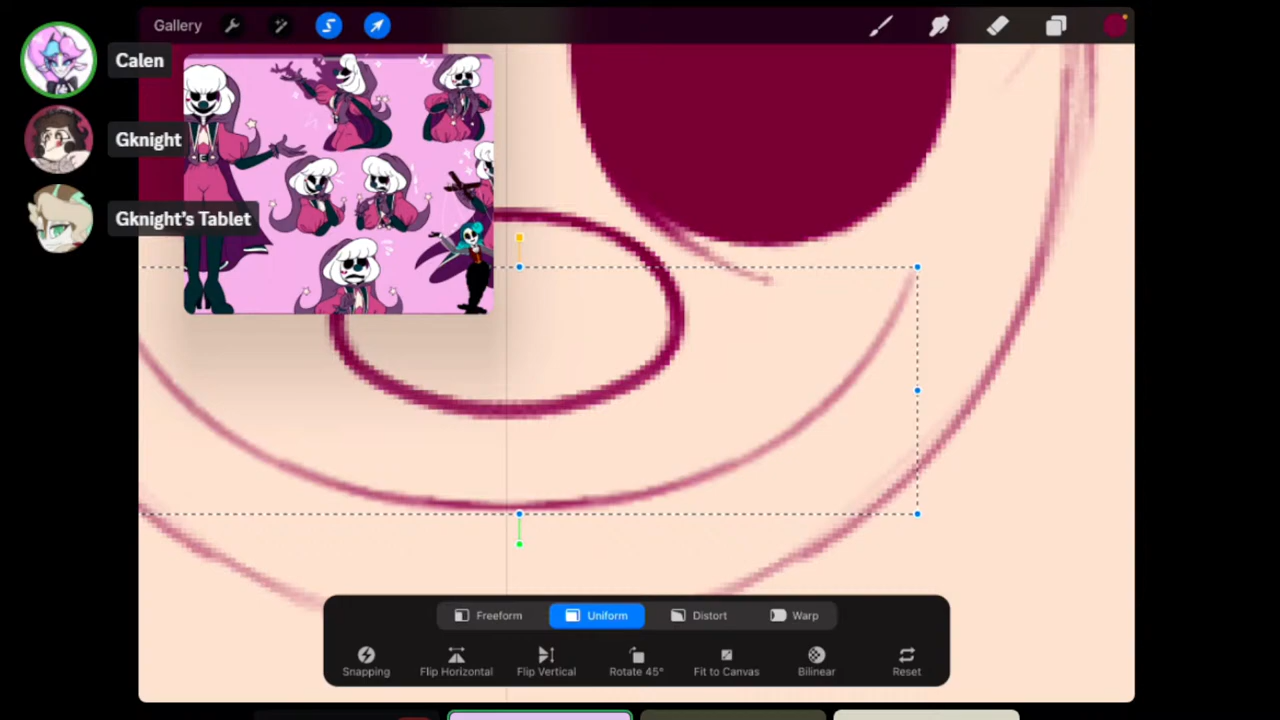 Gallery
Calen
Gknight
Gknight's Tablet
Freeform
Uniform
Distort
Warp
Snapping
Flip Horizontal
Flip Vertical
Rotate 45°
Fit to Canvas
Bilinear
Reset